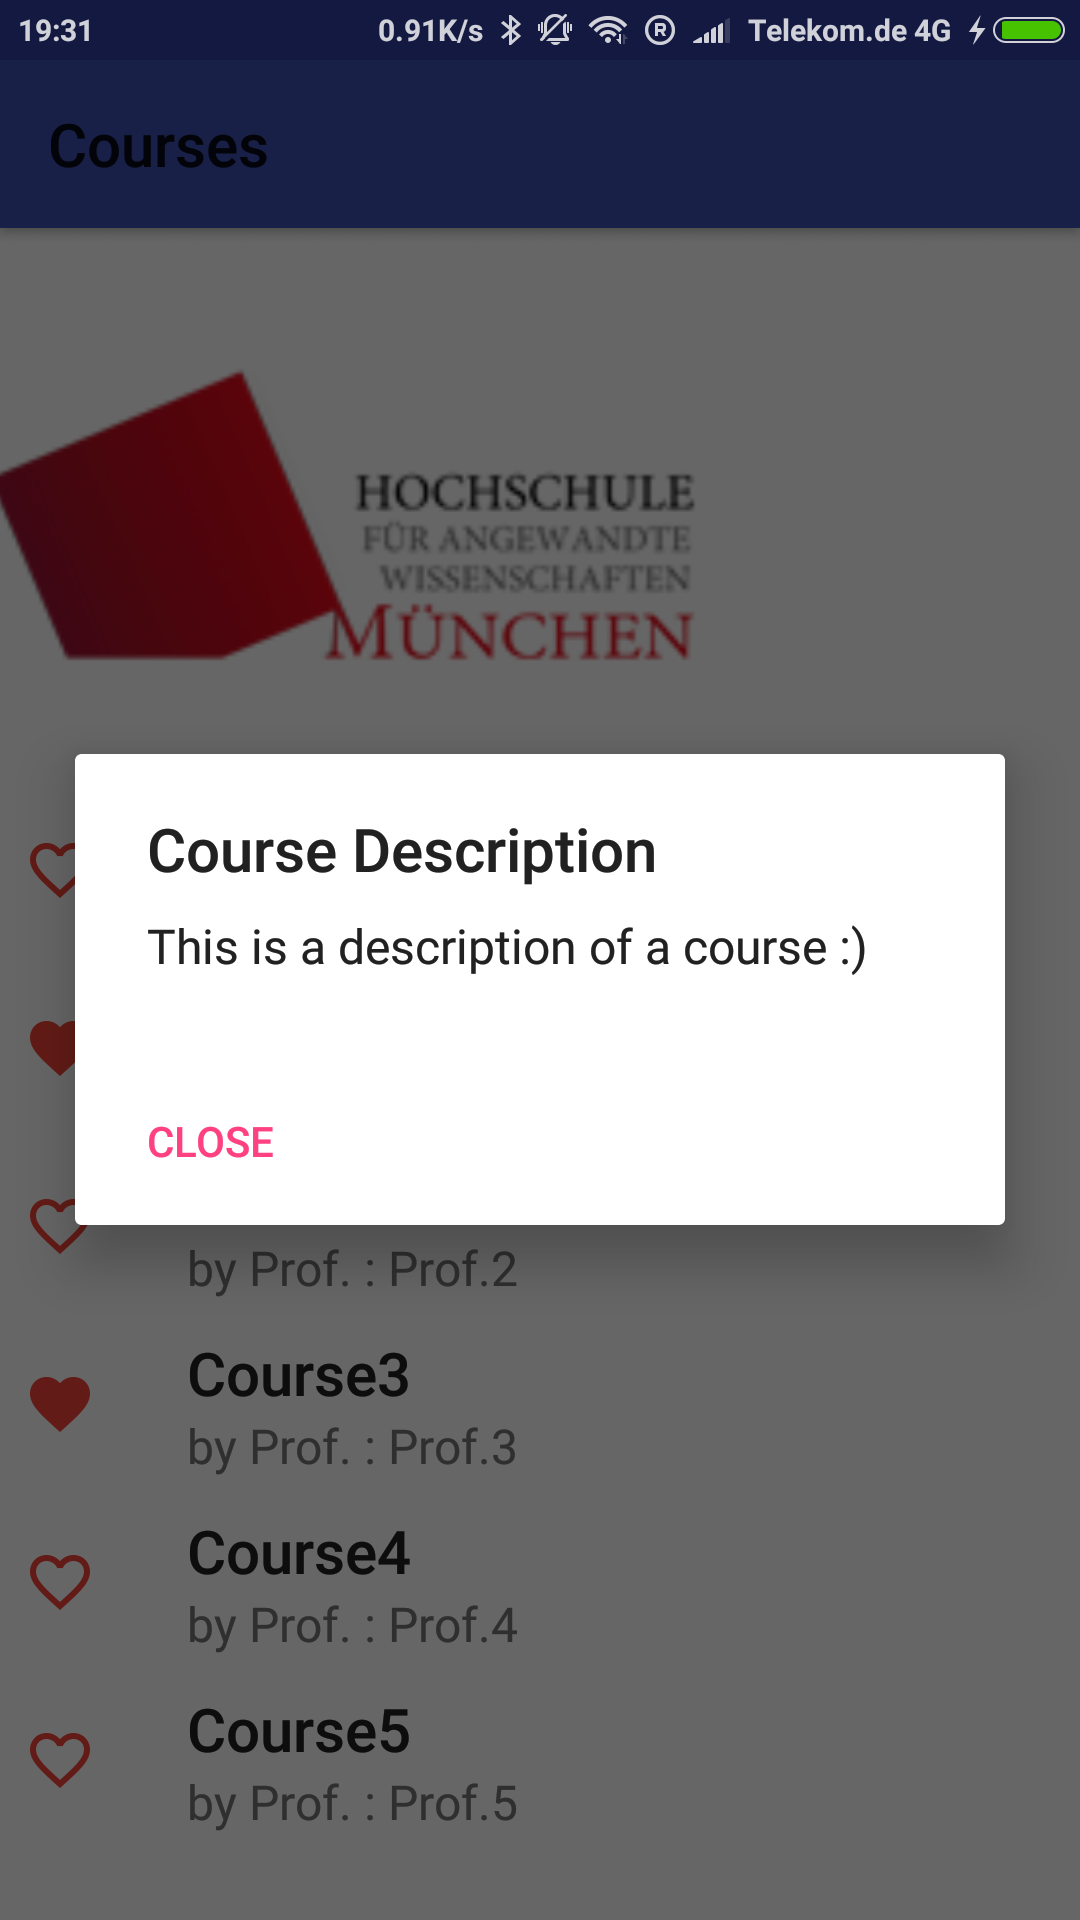 19:31 0.91K/s R Telekom.de 4G
Courses
HOCHSCHULE
FÜR ANGEWANDTE
WISSENSCHAFTEN
MÜNCHEN
Course Description
This is a description of a course :)
CLOSE
by Prof. : Prof.2
Course3
by Prof. : Prof.3
Course4
by Prof. : Prof.4
Course5
by Prof. : Prof.5